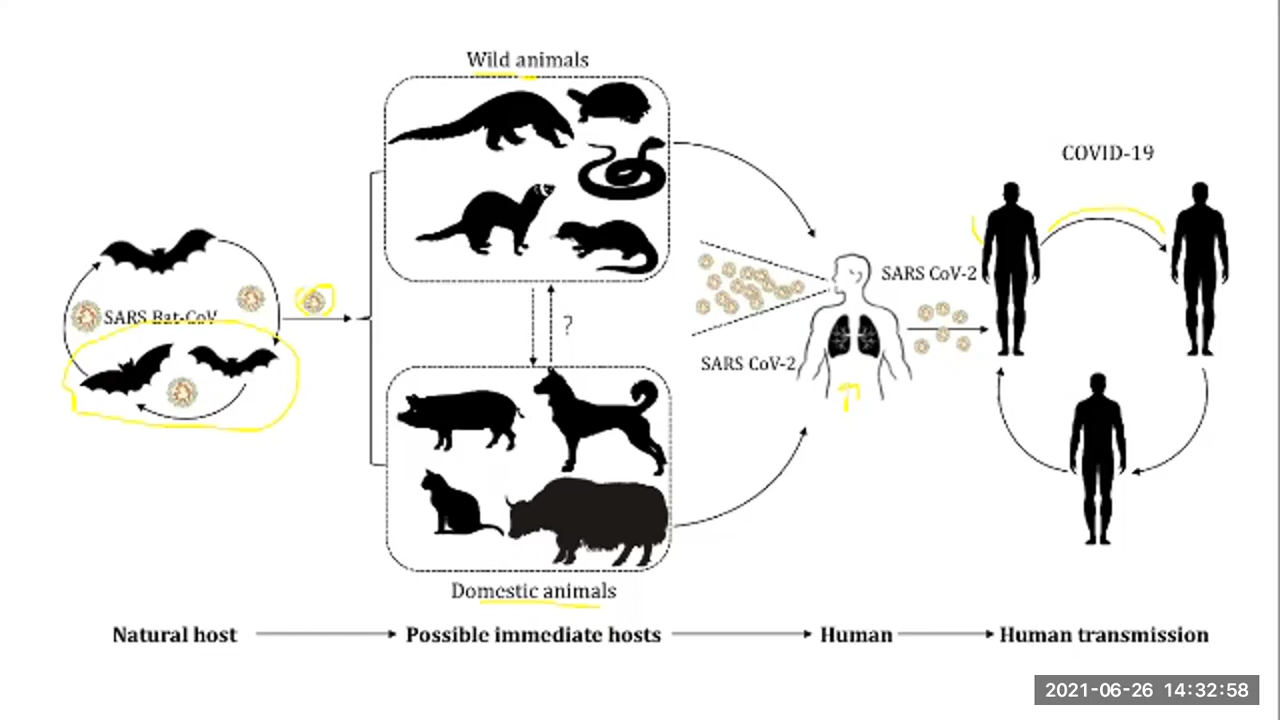 Wild animals
COVID-19
SARS Bat-CoV
SARS CoV-2
?
SARS CoV-2
Domestic animals
Natural host
Possible immediate hosts
Human
Human transmission
2021-06-26 14:32:58